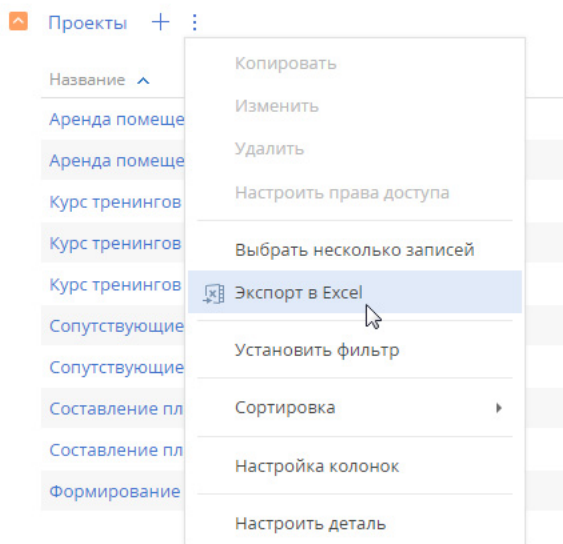 Проекты
Название
Аренда помеще
Аренда помеще
Курс тренингов
Курс тренингов
Курс тренингов
Сопутствующие
Сопутствующие
Составление пл
Составление пл
Формирование
Копировать
Изменить
Удалить
Настроить права доступа
Выбрать несколько записей
Экспорт в Excel
Установить фильтр
Сортировка
Настройка колонок
Настроить деталь